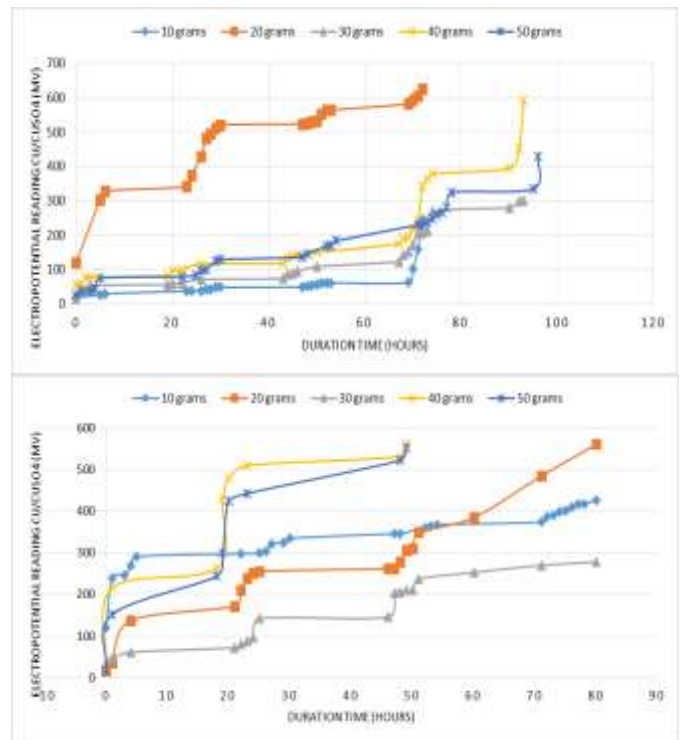 10 grams 20 grams 30 grams 40 grams 50 grams
ELECTROPOTENTIAL READING CU/CUSO4 (MV)
700
600
500
400
300
200
100
0
0 20 40 60 80 100 120
DURATION TIME (HOURS)
10 grams 20 grams 30 grams 40 grams 50 grams
ELECTROPOTENTIAL READING CU/CUSO4 (MV)
600
500
400
300
200
100
0
-10 0 10 20 30 40 50 60 70 80 90
DURATION TIME (HOURS)